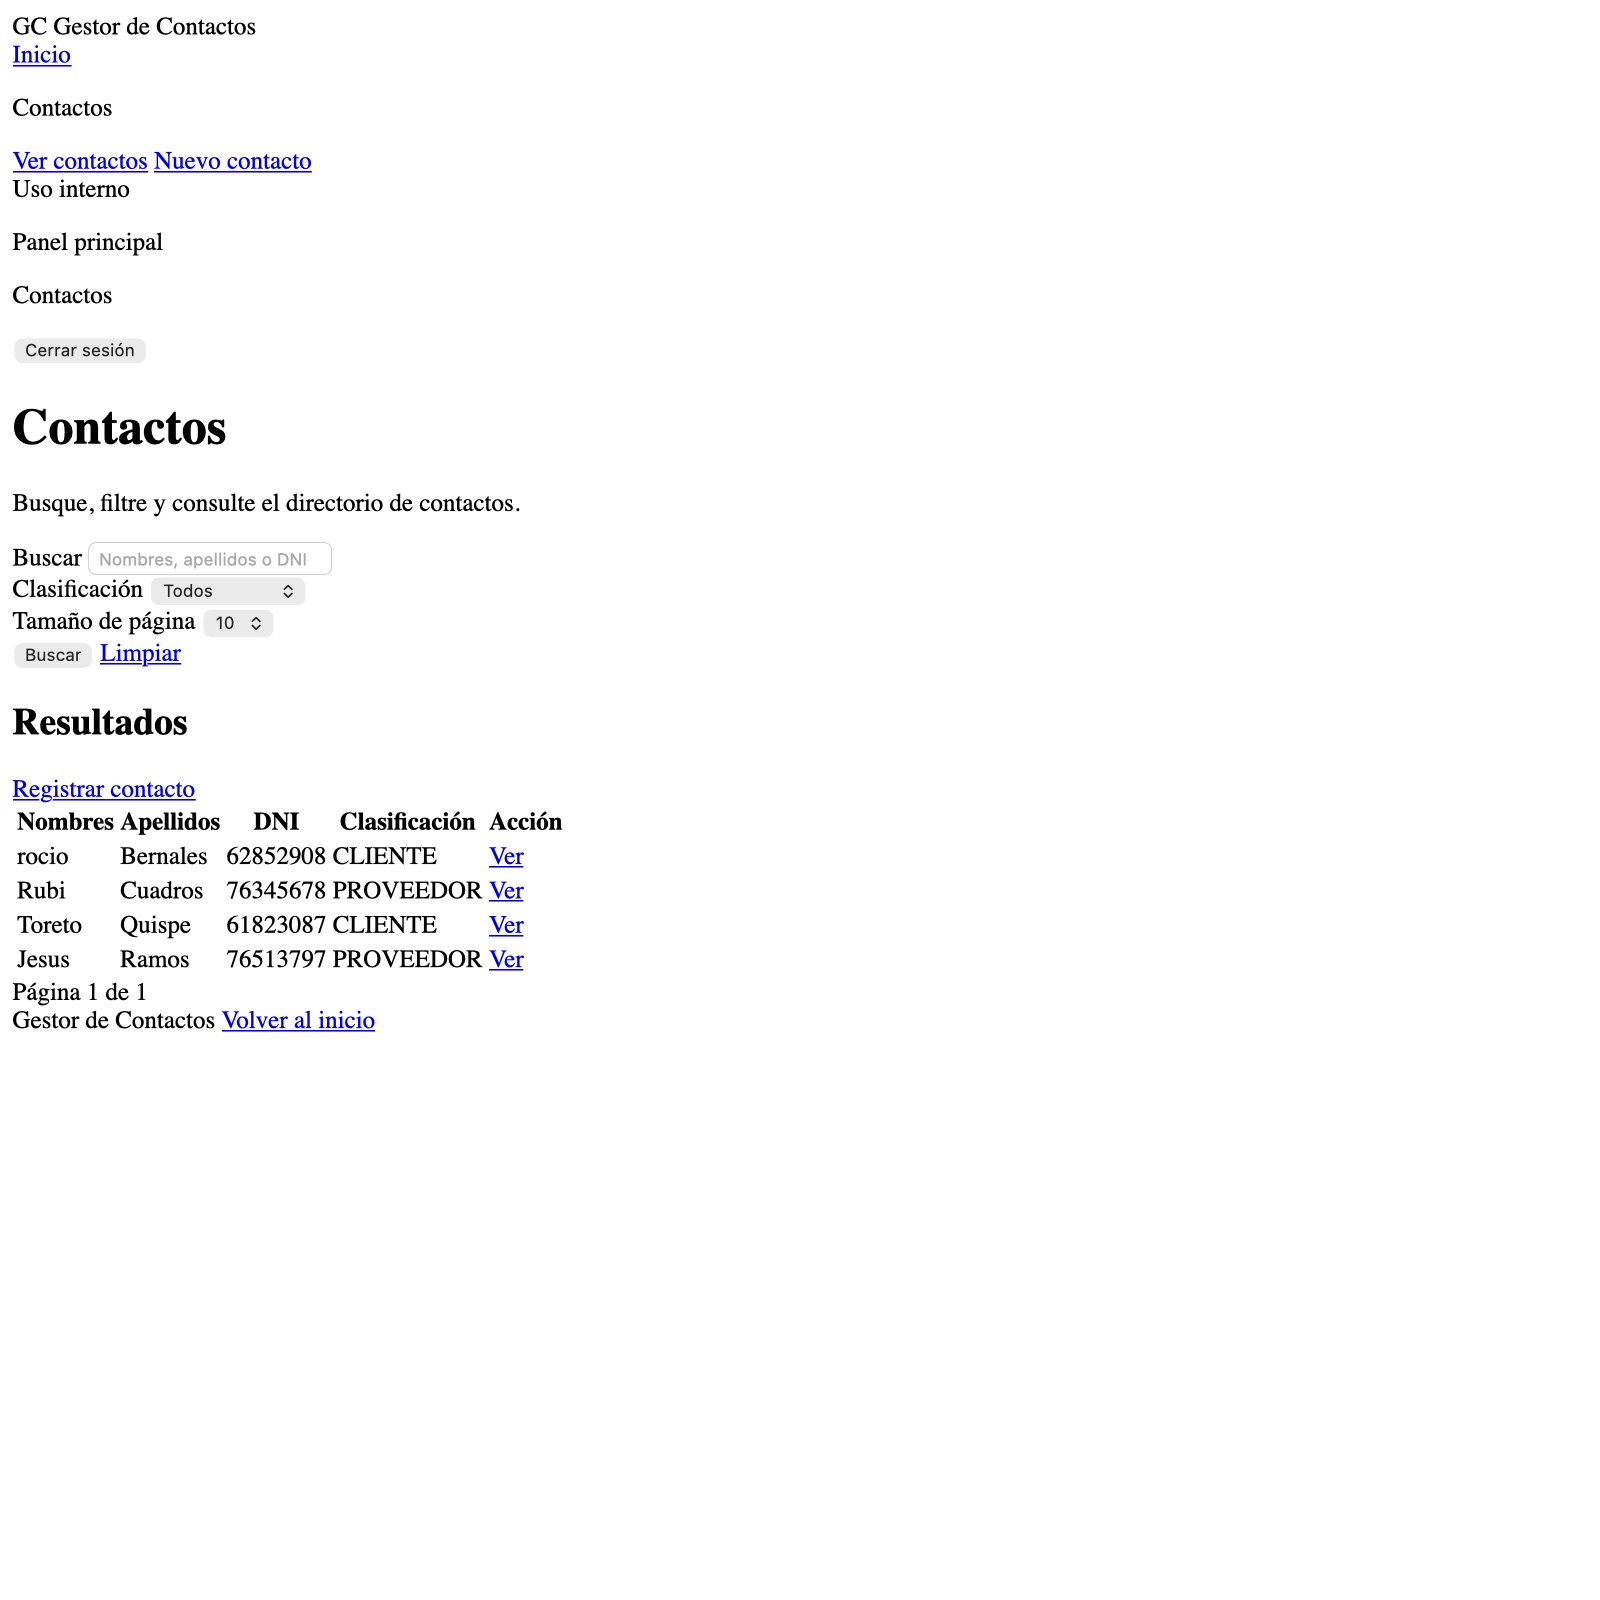 GC Gestor de Contactos
Inicio
Contactos
Ver contactos Nuevo contacto
Uso interno
Panel principal
Contactos
Cerrar sesión
Contactos
Busque, filtre y consulte el directorio de contactos.
Buscar Nombres, apellidos o DNI
Clasificación Todos
Tamaño de página 10
Buscar Limpiar
Resultados
Registrar contacto
Nombres Apellidos DNI Clasificación Acción
rocio Bernales 62852908 CLIENTE Ver
Rubi Cuadros 76345678 PROVEEDOR Ver
Toreto Quispe 61823087 CLIENTE Ver
Jesus Ramos 76513797 PROVEEDOR Ver
Página 1 de 1
Gestor de Contactos Volver al inicio